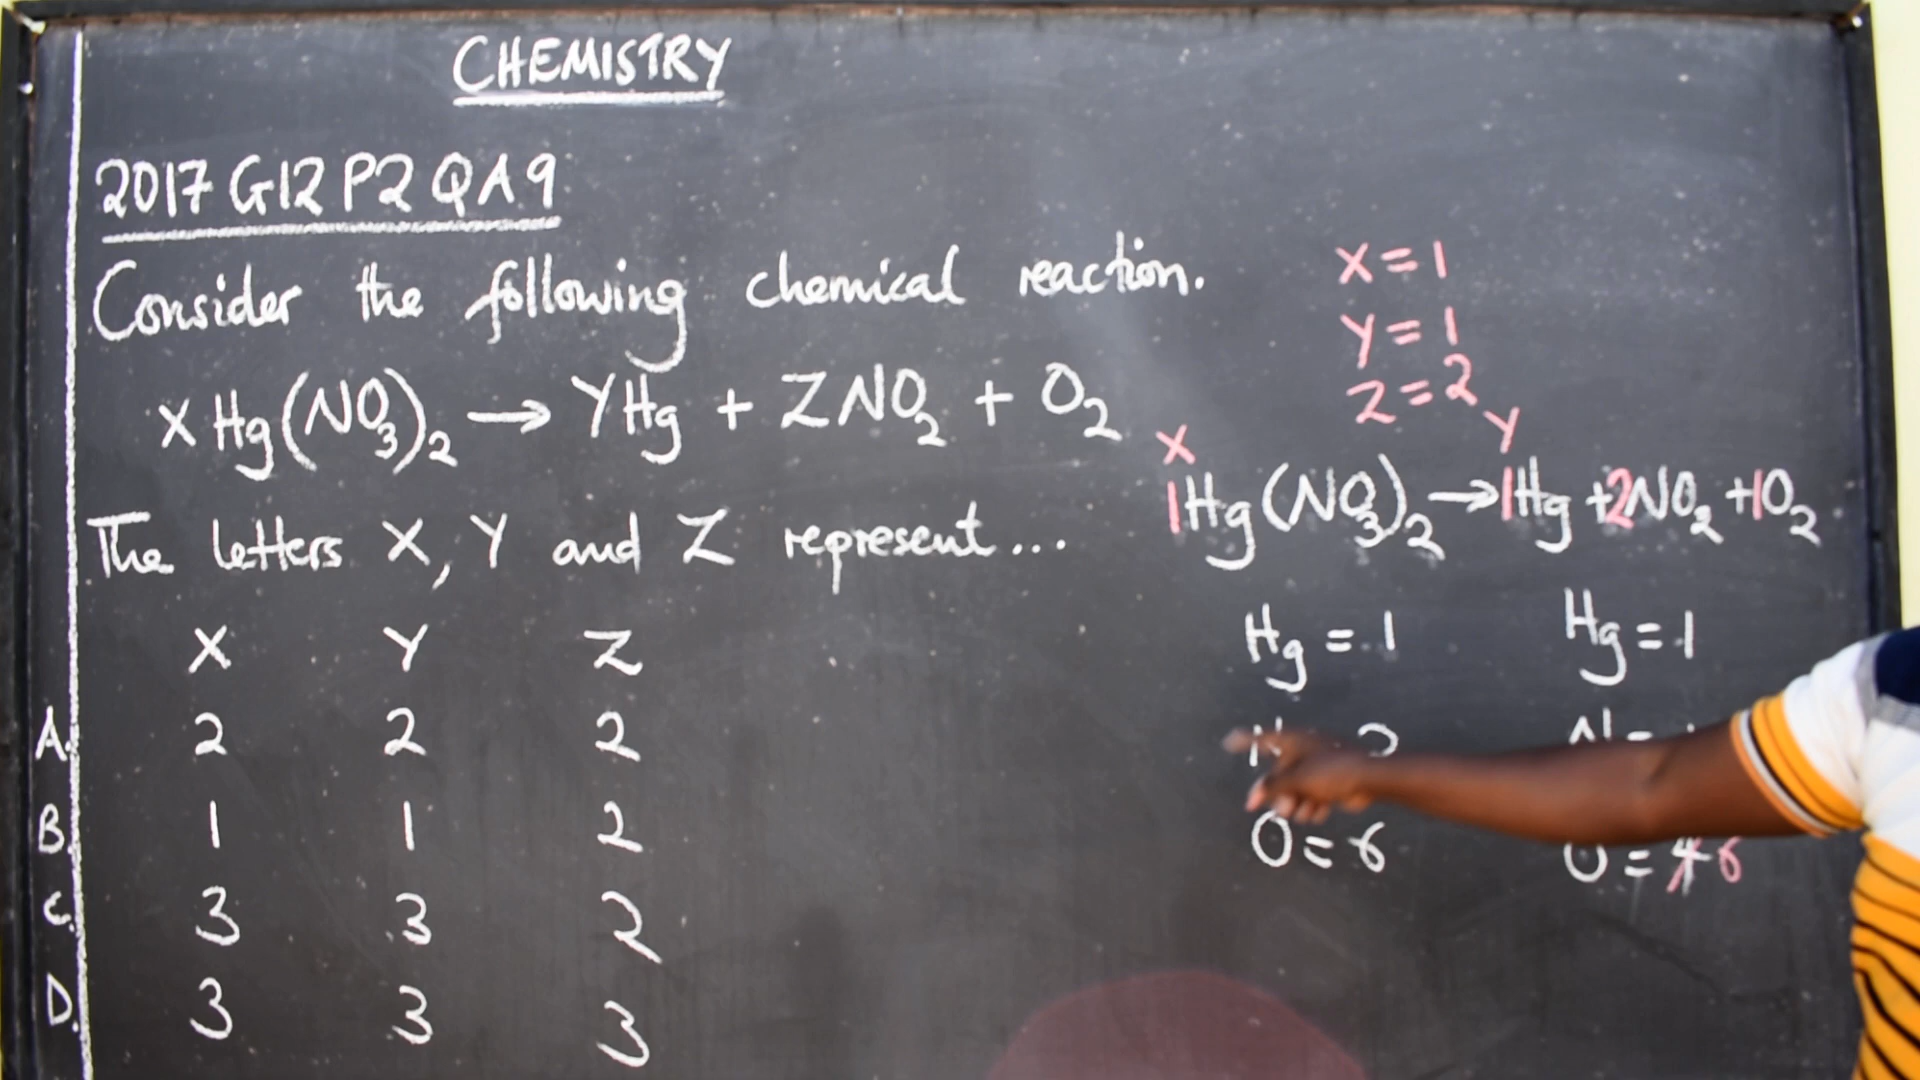 CHEMISTRY
2017 G12 P2 QA9
Consider the following chemical reaction.
X Hg(NO3)2 → YHg + ZNO2 + O2
The letters X, Y and Z represent...
X Y Z
A. 2 2 2
B. 1 1 2
C. 3 3 2
D. 3 3 3
X = 1
Y = 1
Z = 2
X Y
1Hg(NO3)2 → 1Hg + 2NO2 + 1O2
Hg = 1 Hg = 1
O = 6 O = 4 6